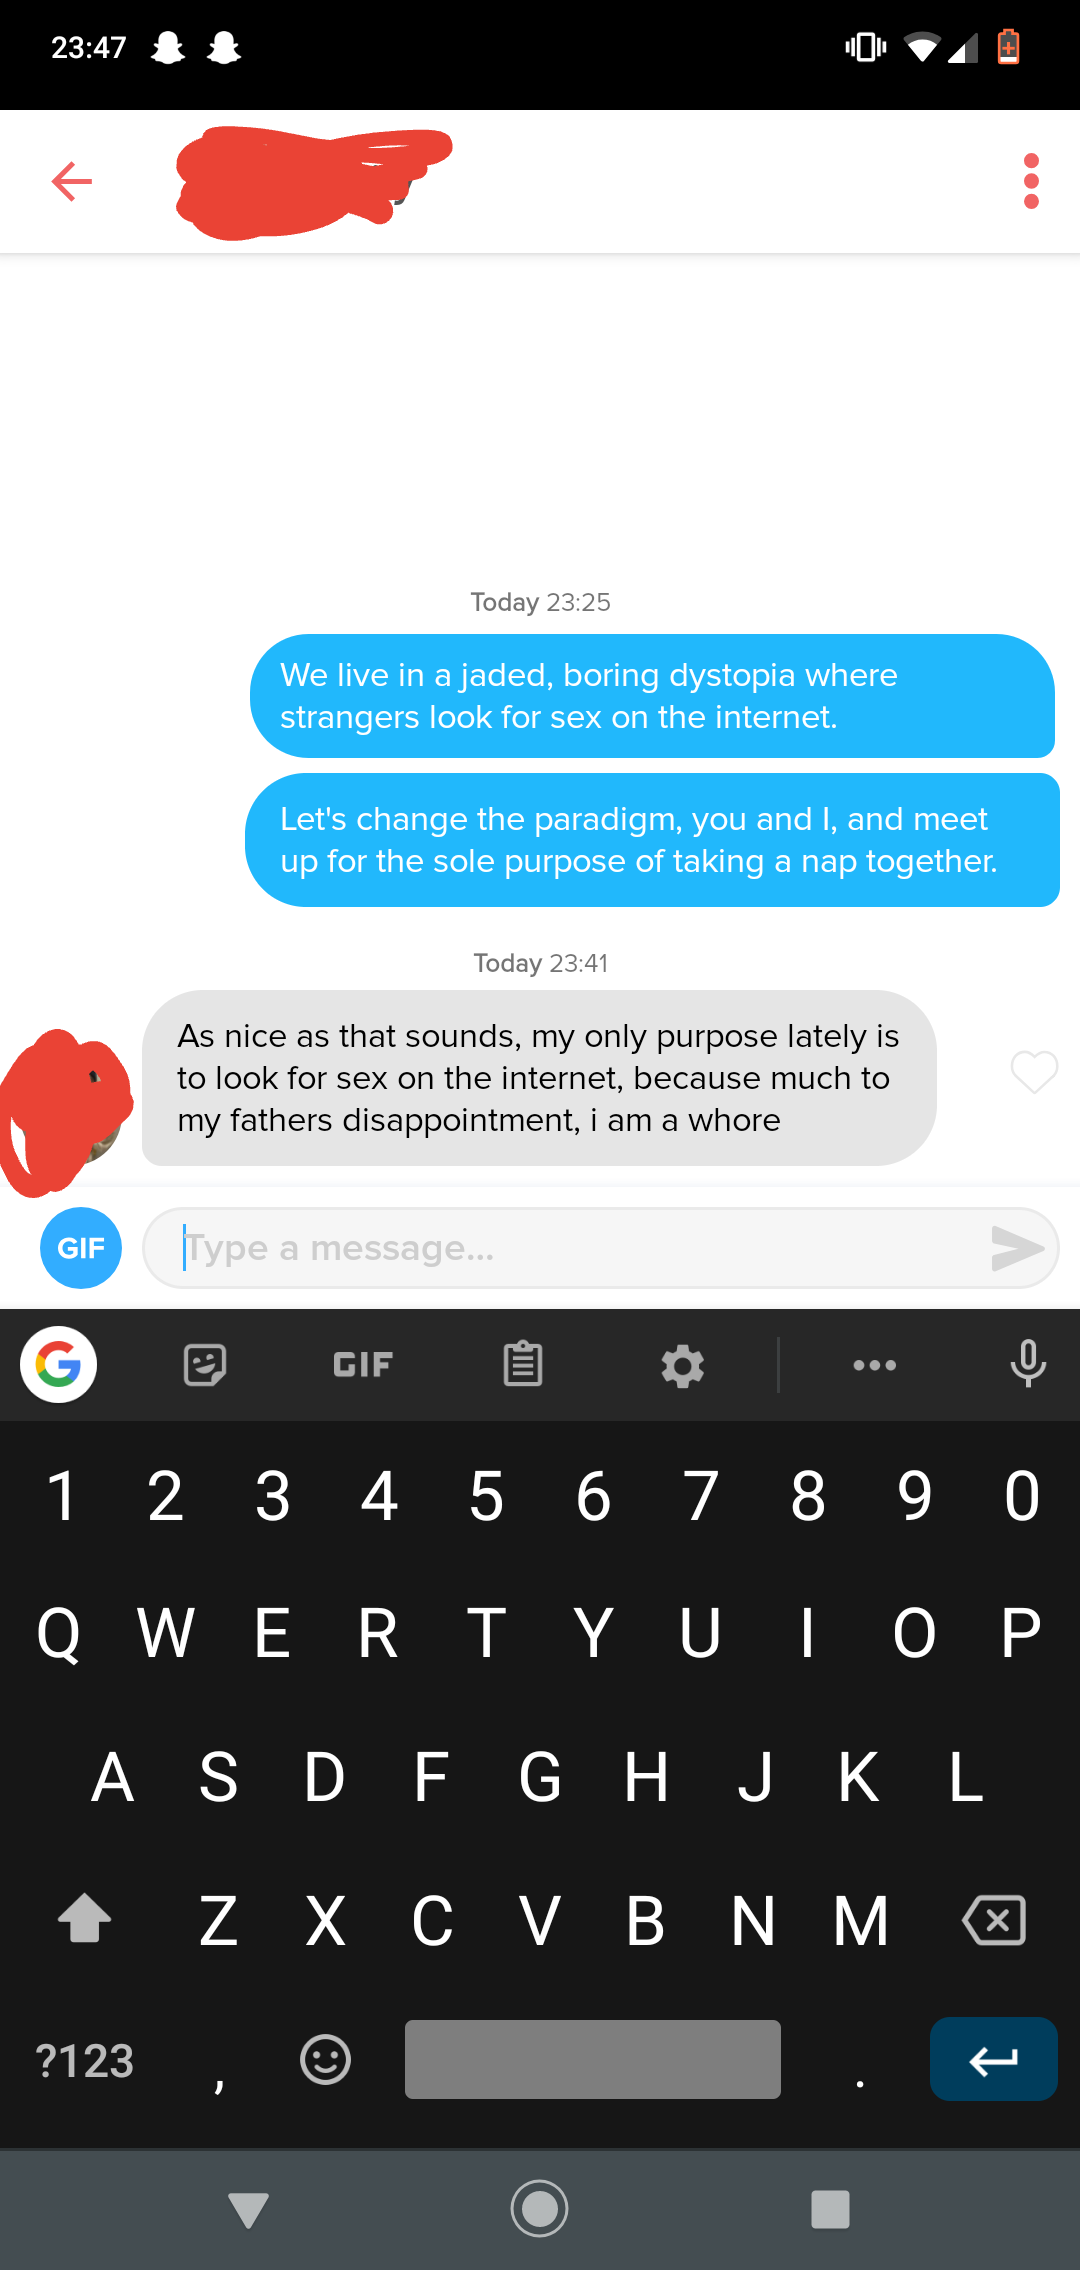 23:47
Today 23:25
We live in a jaded, boring dystopia where
strangers look for sex on the internet.
Let's change the paradigm, you and I, and meet
up for the sole purpose of taking a nap together.
Today 23:41
As nice as that sounds, my only purpose lately is
to look for sex on the internet, because much to
my fathers disappointment, i am a whore
GIF Type a message...
G GIF
1 2 3 4 5 6 7 8 9 0
Q W E R T Y U I O P
A S D F G H J K L
Z X C V B N M
?123 , .